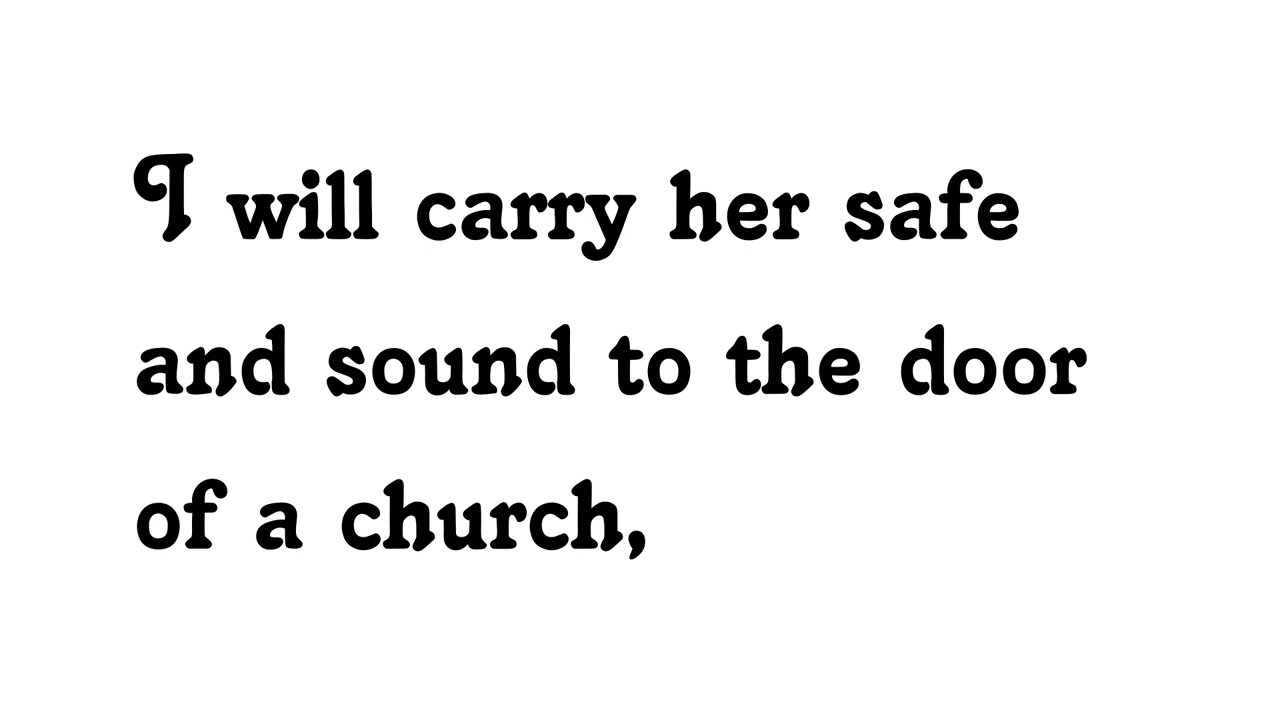 I will carry her safe
and sound to the door
of a church,